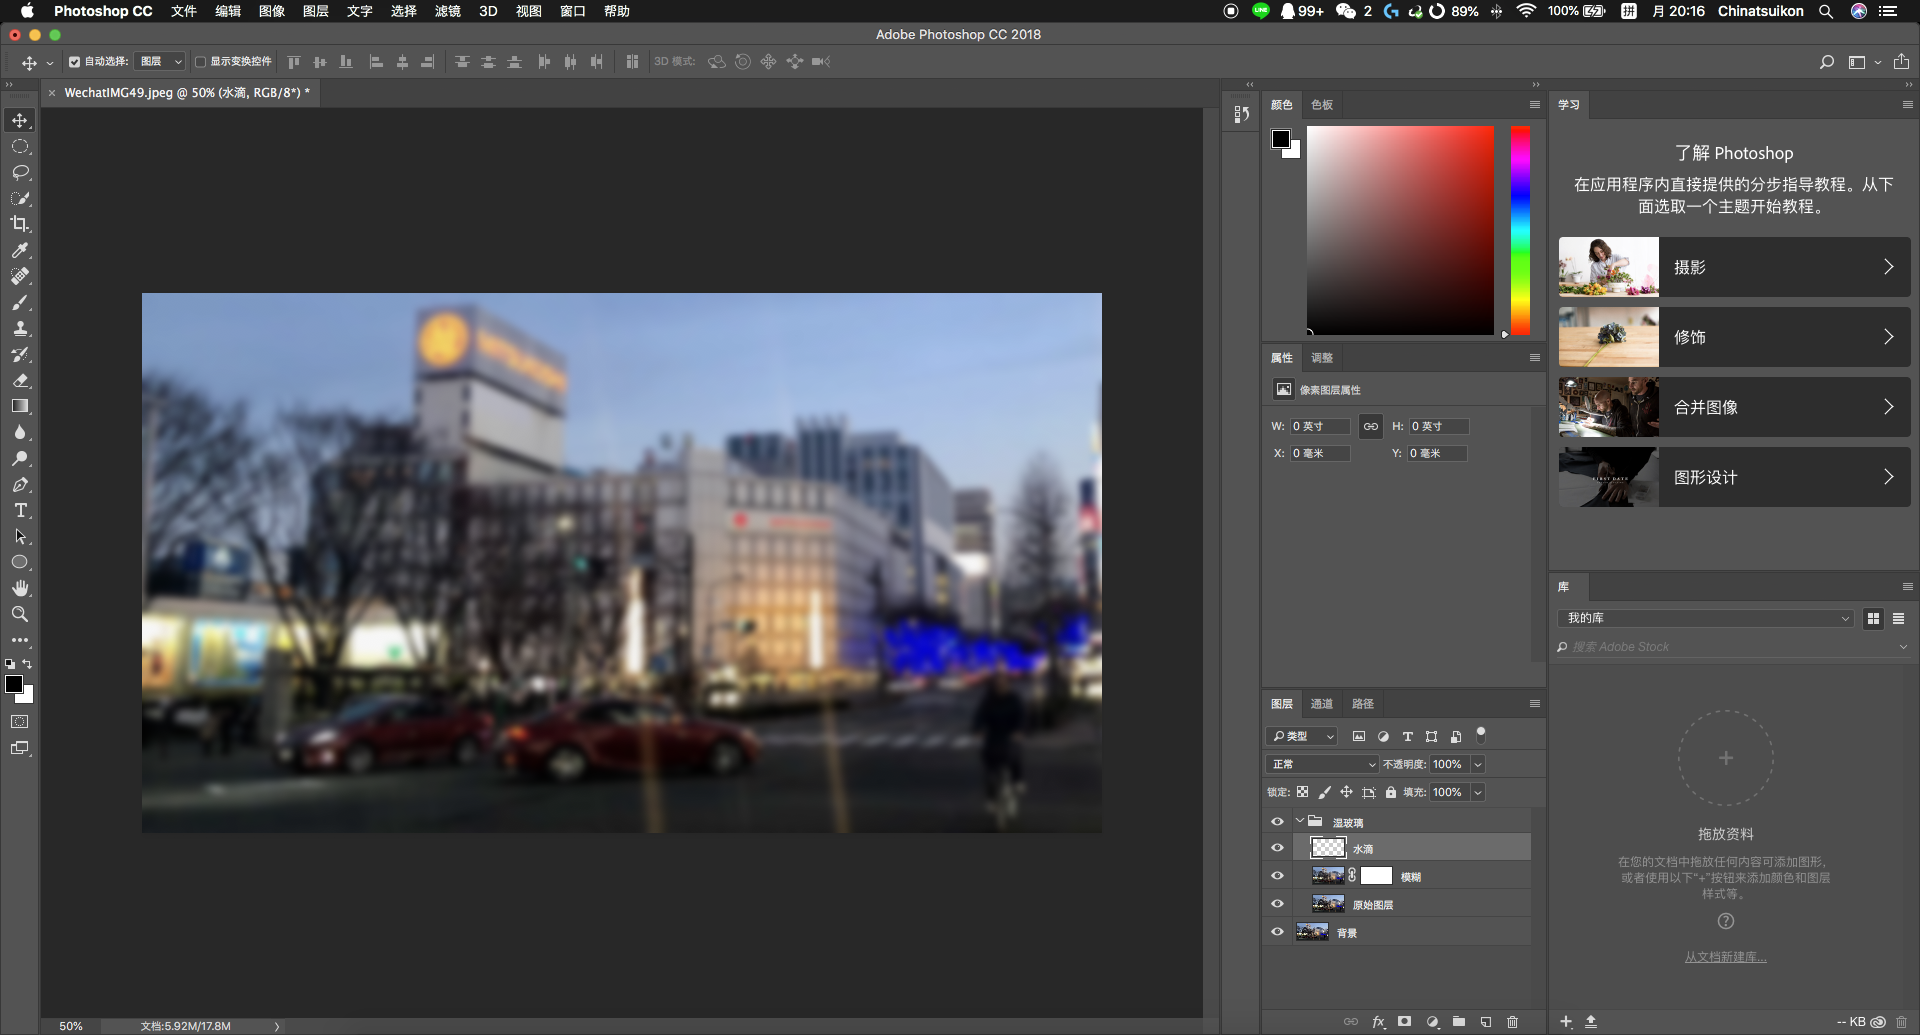 Photoshop CC 文件 编辑 图像 图层 文字 选择 滤镜 3D 视图 窗口 帮助 99+ 2 89% 100% 拼 月 20:16 Chinatsuikon
Adobe Photoshop CC 2018
自动选择: 图层 显示变换控件 3D 模式:
WechatIMG49.jpeg @ 50% (水滴, RGB/8*) *
颜色 色板
学习
了解 Photoshop
在应用程序内直接提供的分步指导教程。从下
面选取一个主题开始教程。
摄影
修饰
合并图像
FIRST DATE
图形设计
属性 调整
像素图层属性
W: 0 英寸 H: 0 英寸
X: 0 毫米 Y: 0 毫米
库
我的库
搜索 Adobe Stock
图层 通道 路径
类型
正常 不透明度: 100%
锁定: 填充: 100%
湿玻璃
水滴
模糊
原始图层
背景
拖放资料
在您的文档中拖放任何内容可添加图形,
或者使用以下"+"按钮来添加颜色和图层
样式等。
从文档新建库...
50% 文档:5.92M/17.8M
fx
-- KB